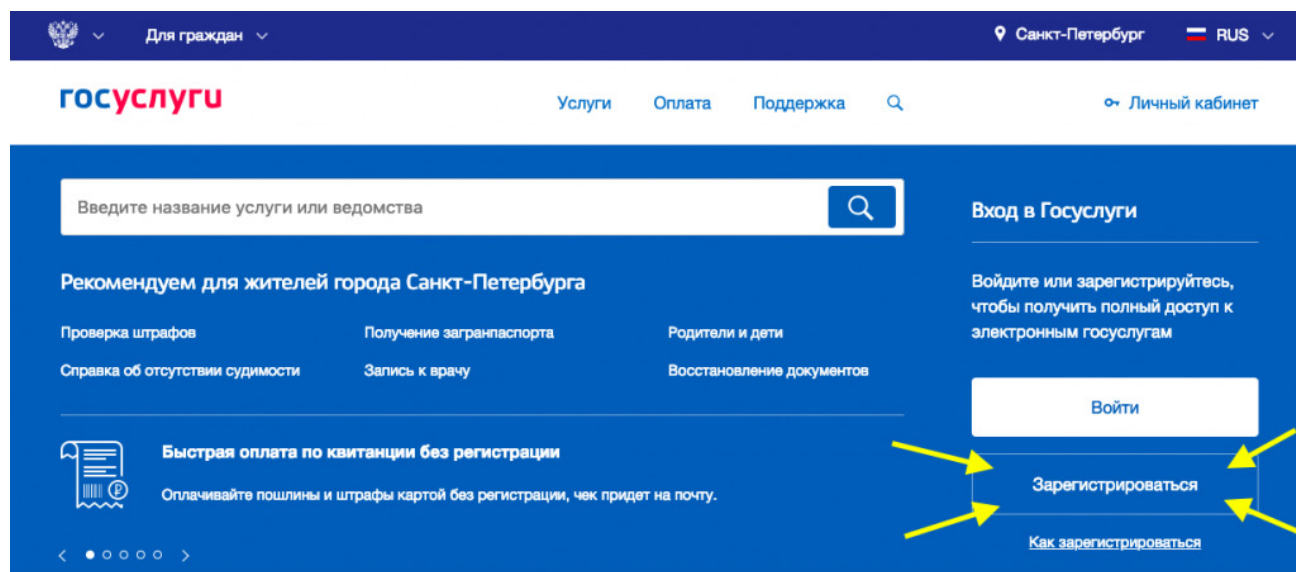 Для граждан
Санкт-Петербург
RUS
госуслуги
Услуги
Оплата
Поддержка
Личный кабинет
Введите название услуги или ведомства
Рекомендуем для жителей города Санкт-Петербурга
Проверка штрафов
Получение загранпаспорта
Родители и дети
Справка об отсутствии судимости
Запись к врачу
Восстановление документов
Быстрая оплата по квитанции без регистрации
Оплачивайте пошлины и штрафы картой без регистрации, чек придет на почту.
Вход в Госуслуги
Войдите или зарегистрируйтесь,
чтобы получить полный доступ к
электронным госуслугам
Войти
Зарегистрироваться
Как зарегистрироваться